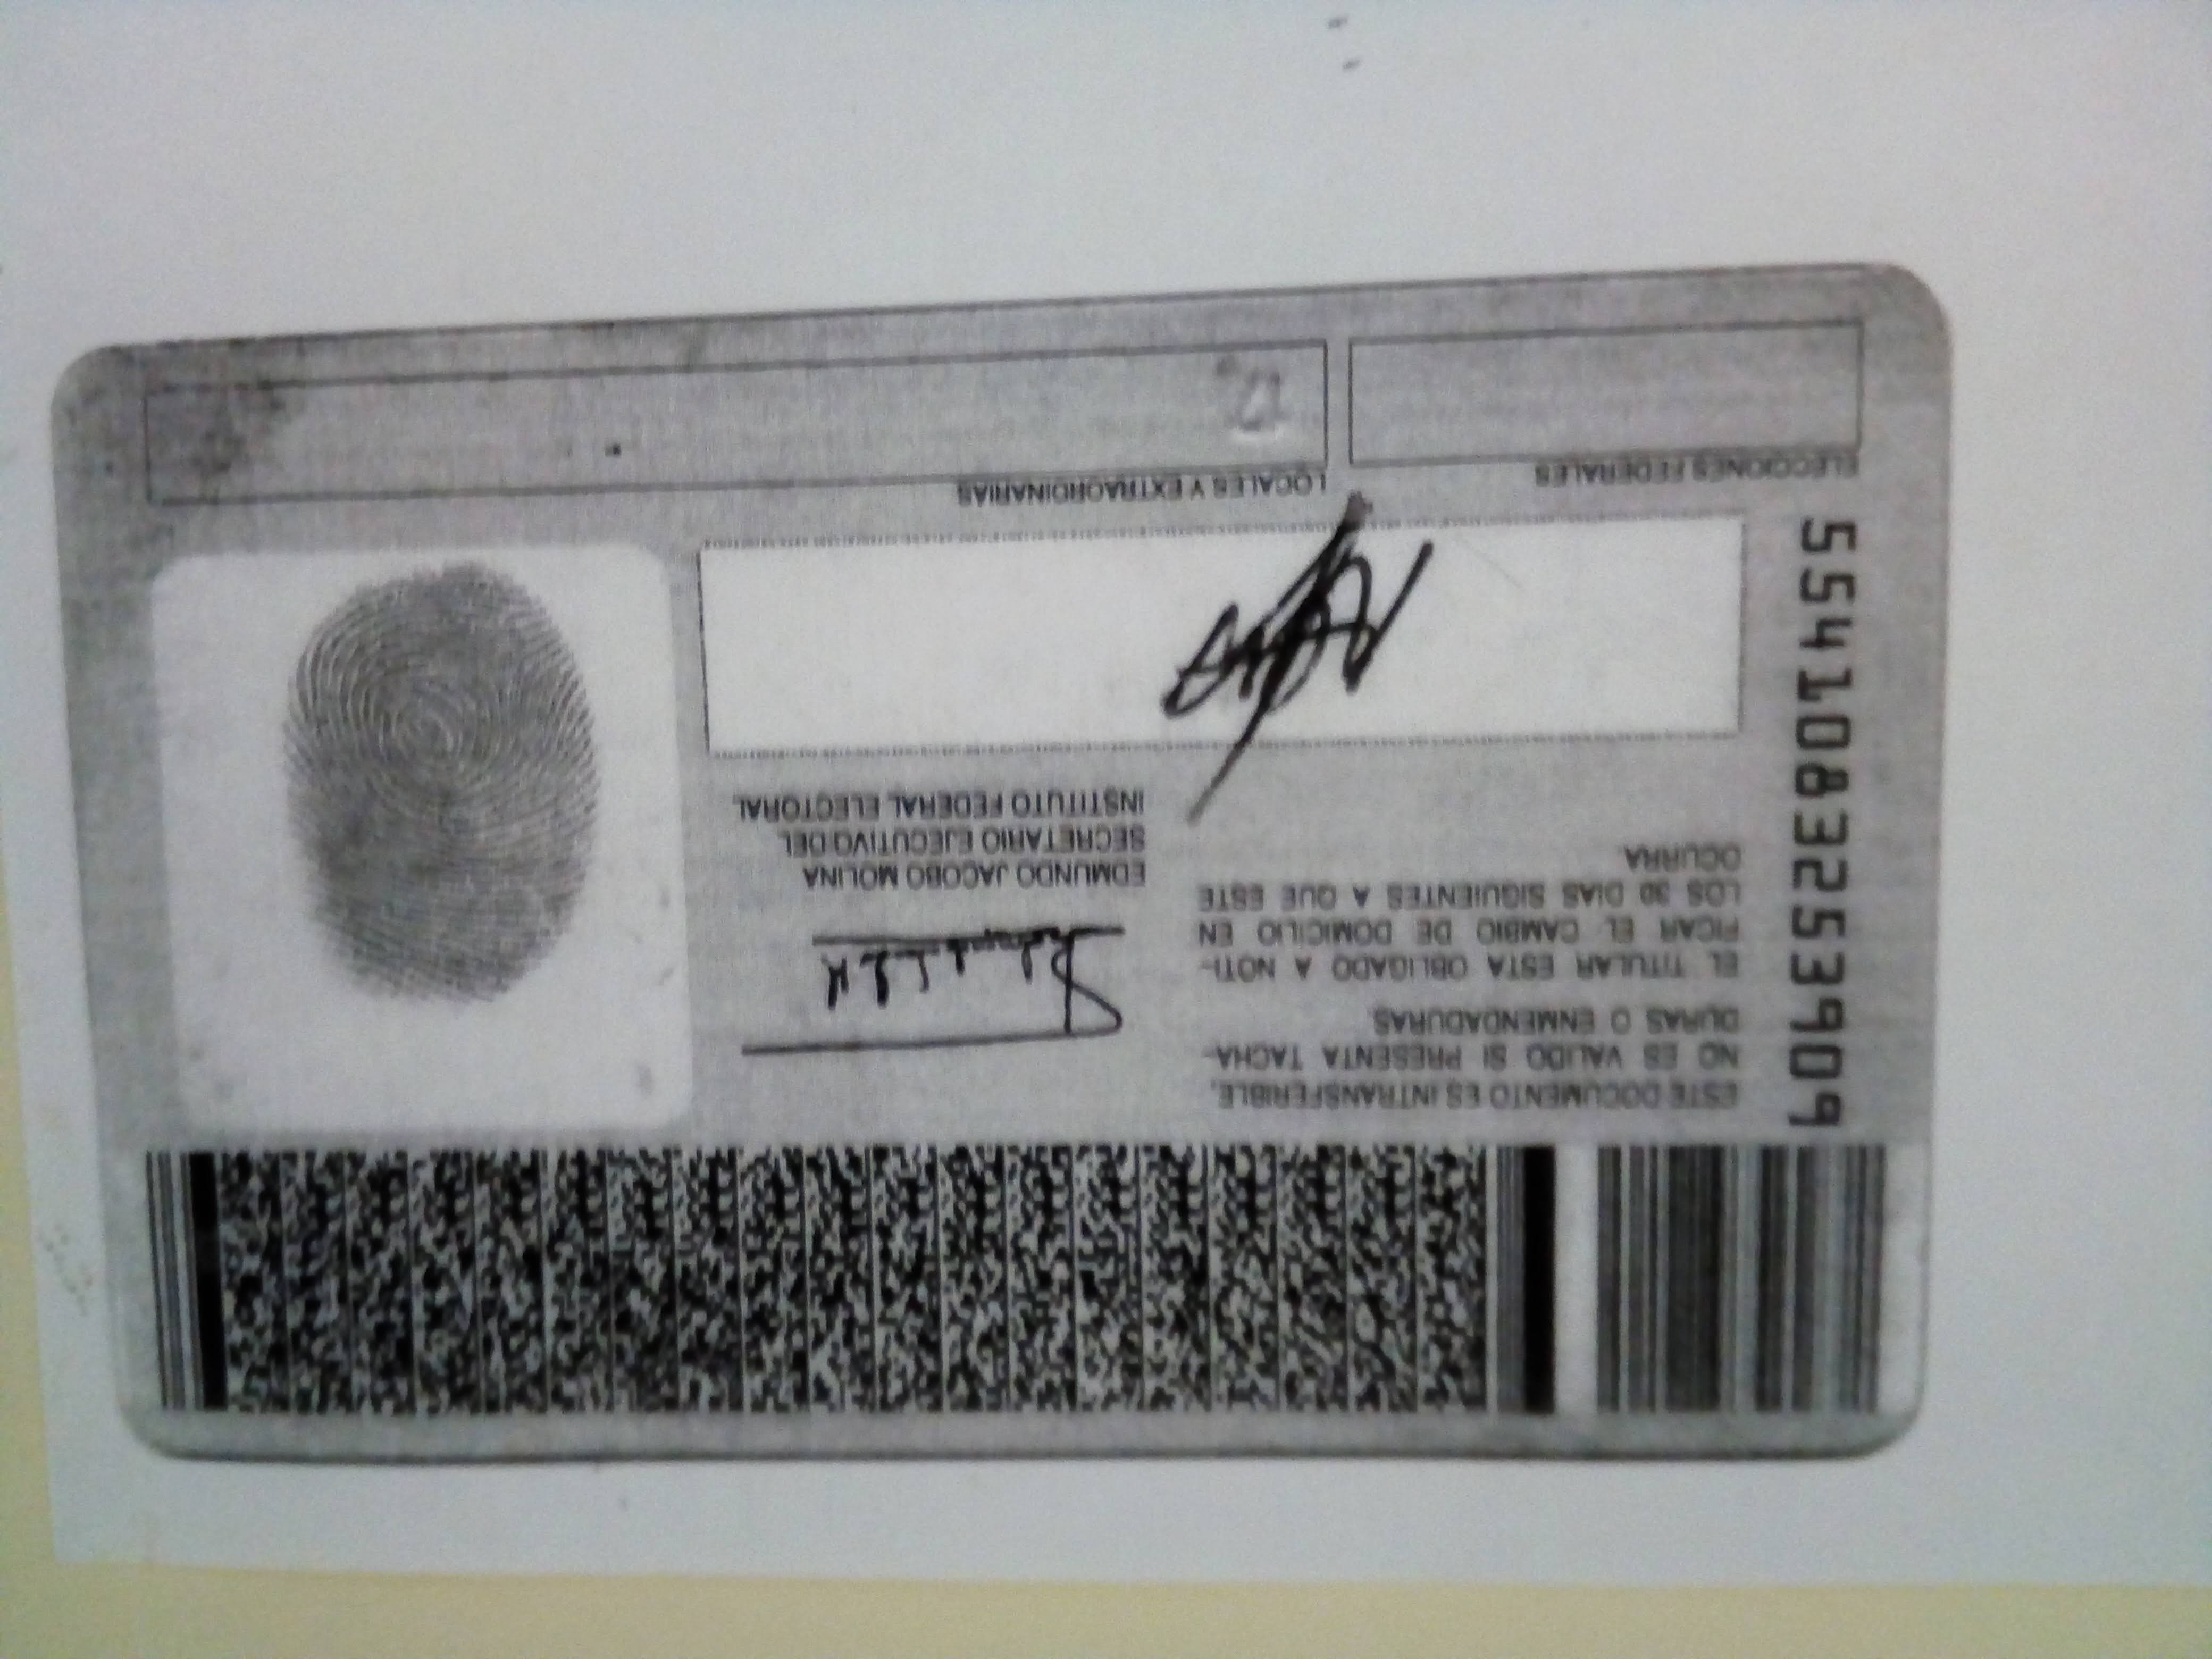 5541083253909
ESTE DOCUMENTO ES INTRANSFERIBLE,
NO ES VALIDO SI PRESENTA TACHA-
DURAS O ENMENDADURAS
EL TITULAR ESTA OBLIGADO A NOTI-
FICAR EL CAMBIO DE DOMICILIO EN
LOS 30 DIAS SIGUIENTES A QUE ESTE
OCURRA
EDMUNDO JACOBO MOLINA
SECRETARIO EJECUTIVO DEL
INSTITUTO FEDERAL ELECTORAL
ELECCIONES FEDERALES
LOCALES Y EXTRAORDINARIAS